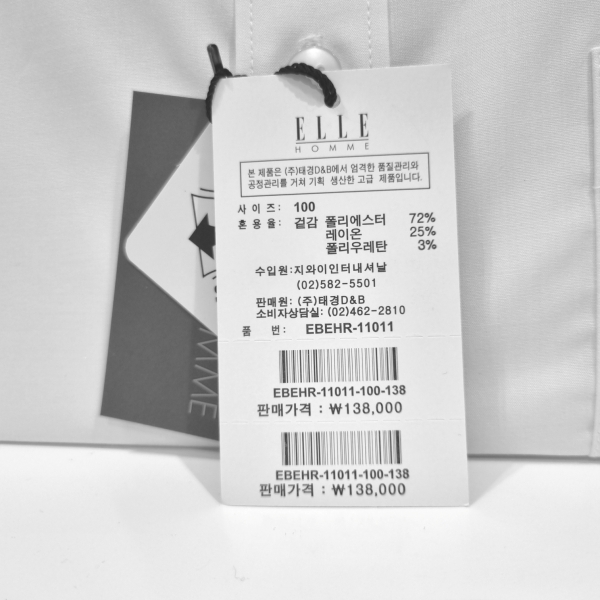 ELLE
HOMME
본 제품은 (주)태경D&B에서 엄격한 품질관리와
공정관리를 거쳐 기획 생산한 고급 제품입니다.
사 이 즈 : 100
혼 용 율 : 겉감 폴리에스터 72%
레이온 25%
폴리우레탄 3%
수입원:지와이인터내셔날
(02)582-5501
판매원: (주)태경D&B
소비자상담실: (02)462-2810
품 번: EBEHR-11011
EBEHR-11011-100-138
판매가격 : ₩138,000
EBEHR-11011-100-138
판매가격 : ₩138,000
MME